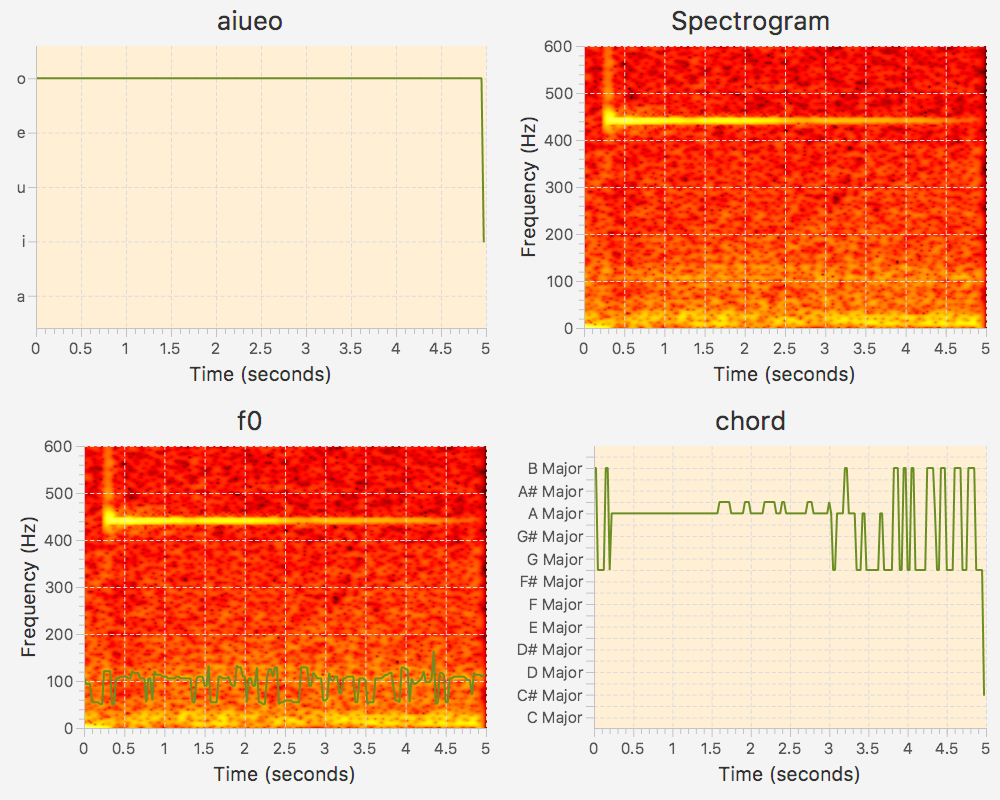 aiueo
o
e
u
i
a
0 0.5 1 1.5 2 2.5 3 3.5 4 4.5 5
Time (seconds)
Spectrogram
Frequency (Hz)
600
500
400
300
200
100
0
0 0.5 1 1.5 2 2.5 3 3.5 4 4.5 5
Time (seconds)
f0
Frequency (Hz)
600
500
400
300
200
100
0
0 0.5 1 1.5 2 2.5 3 3.5 4 4.5 5
Time (seconds)
chord
B Major
A# Major
A Major
G# Major
G Major
F# Major
F Major
E Major
D# Major
D Major
C# Major
C Major
0 0.5 1 1.5 2 2.5 3 3.5 4 4.5 5
Time (seconds)